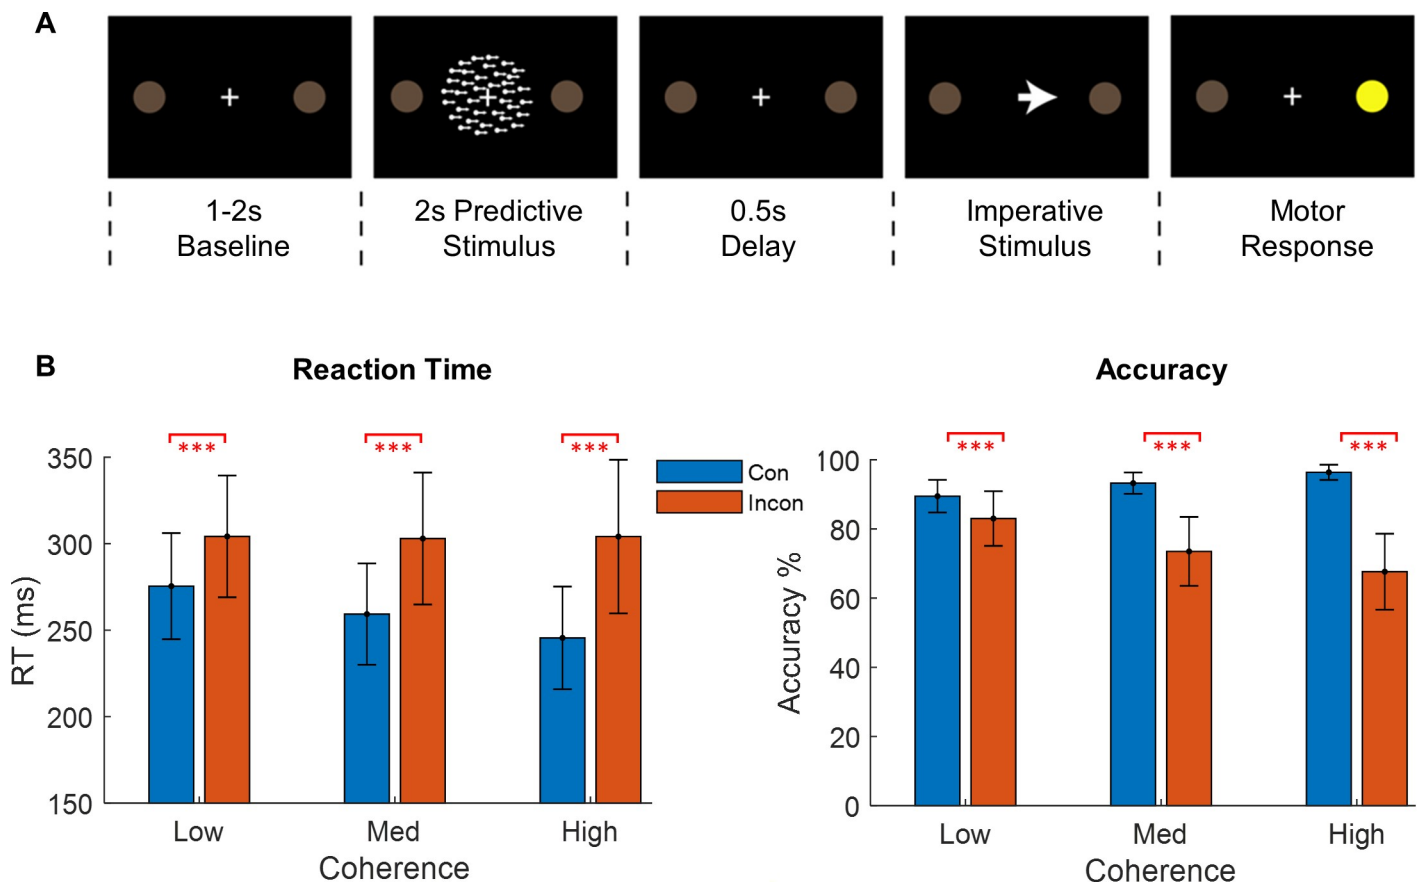 A
1-2s
Baseline
2s Predictive
Stimulus
0.5s
Delay
Imperative
Stimulus
Motor
Response
B
Reaction Time
***
***
***
350
300
250
200
150
RT (ms)
Low
Med
High
Coherence
Con
Incon
Accuracy
***
***
***
100
80
60
40
20
0
Accuracy %
Low
Med
High
Coherence